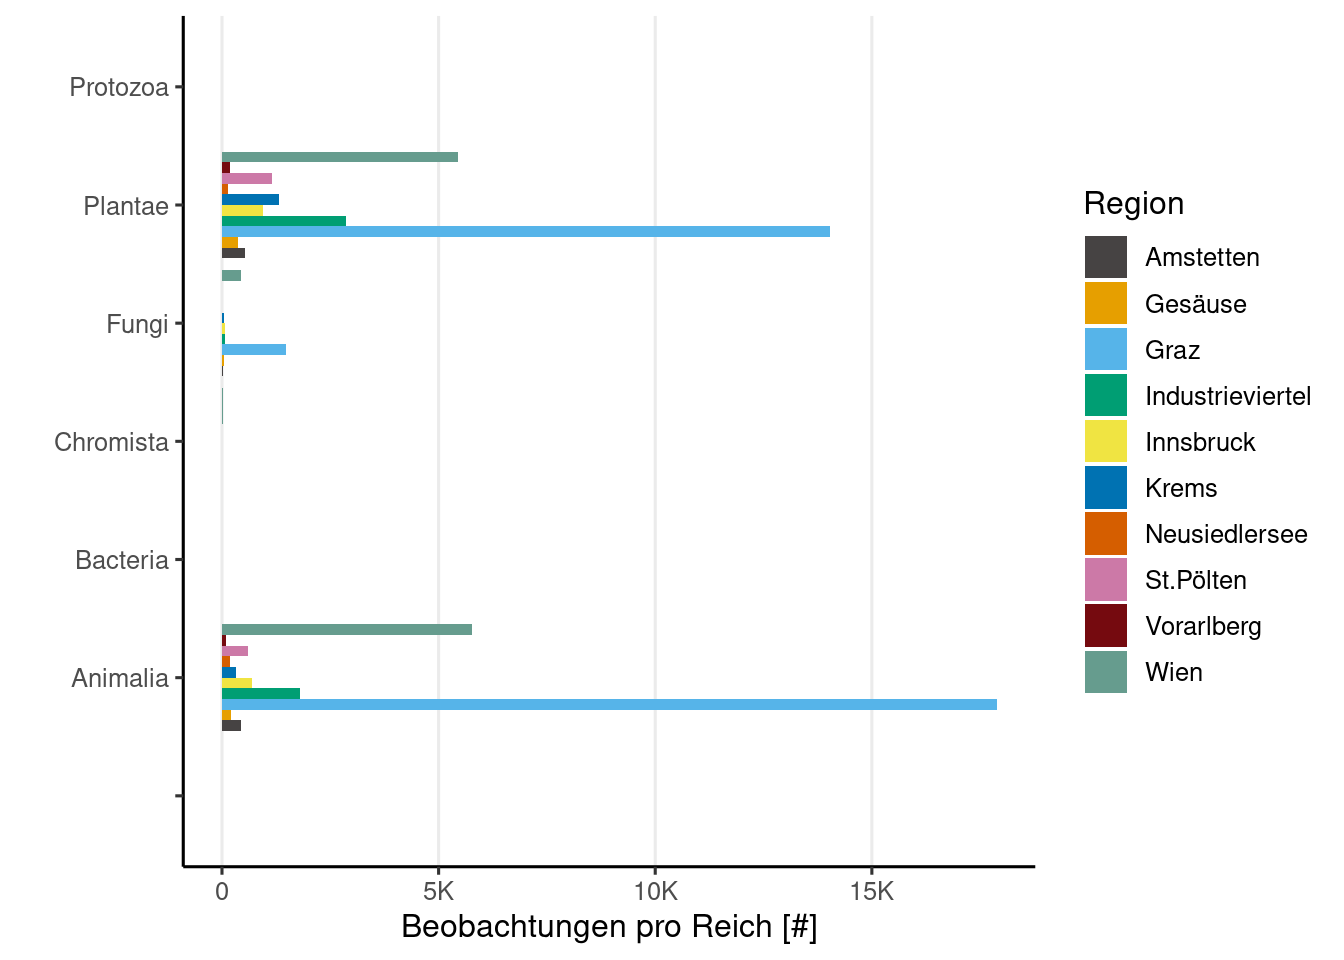 Protozoa
Plantae
Fungi
Chromista
Bacteria
Animalia
0 5K 10K 15K
Beobachtungen pro Reich [#]
Region
Amstetten
Gesäuse
Graz
Industrieviertel
Innsbruck
Krems
Neusiedlersee
St.Pölten
Vorarlberg
Wien